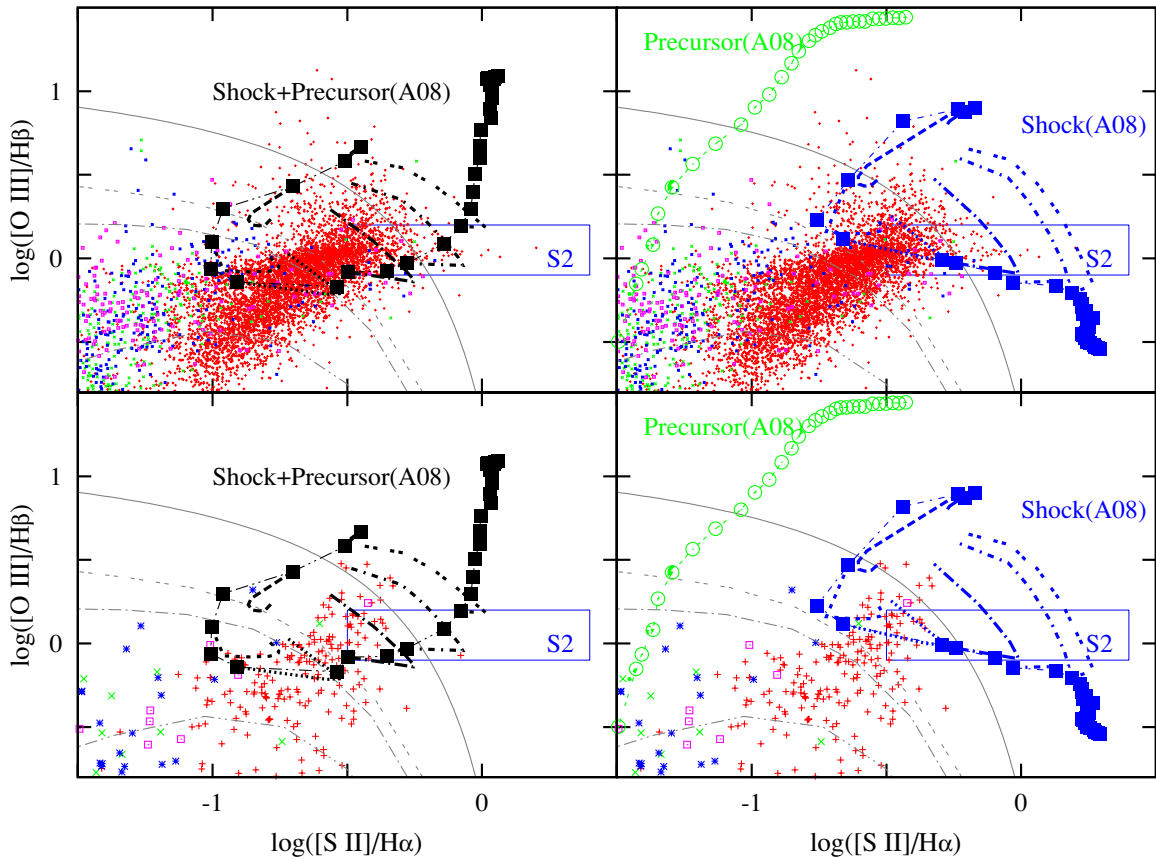 Shock+Precursor(A08)
S2
1
0
log([O III]/Hβ)
Precursor(A08)
Shock(A08)
S2
Shock+Precursor(A08)
S2
1
0
log([O III]/Hβ)
-1
0
log([S II]/Hα)
Precursor(A08)
Shock(A08)
S2
-1
0
log([S II]/Hα)